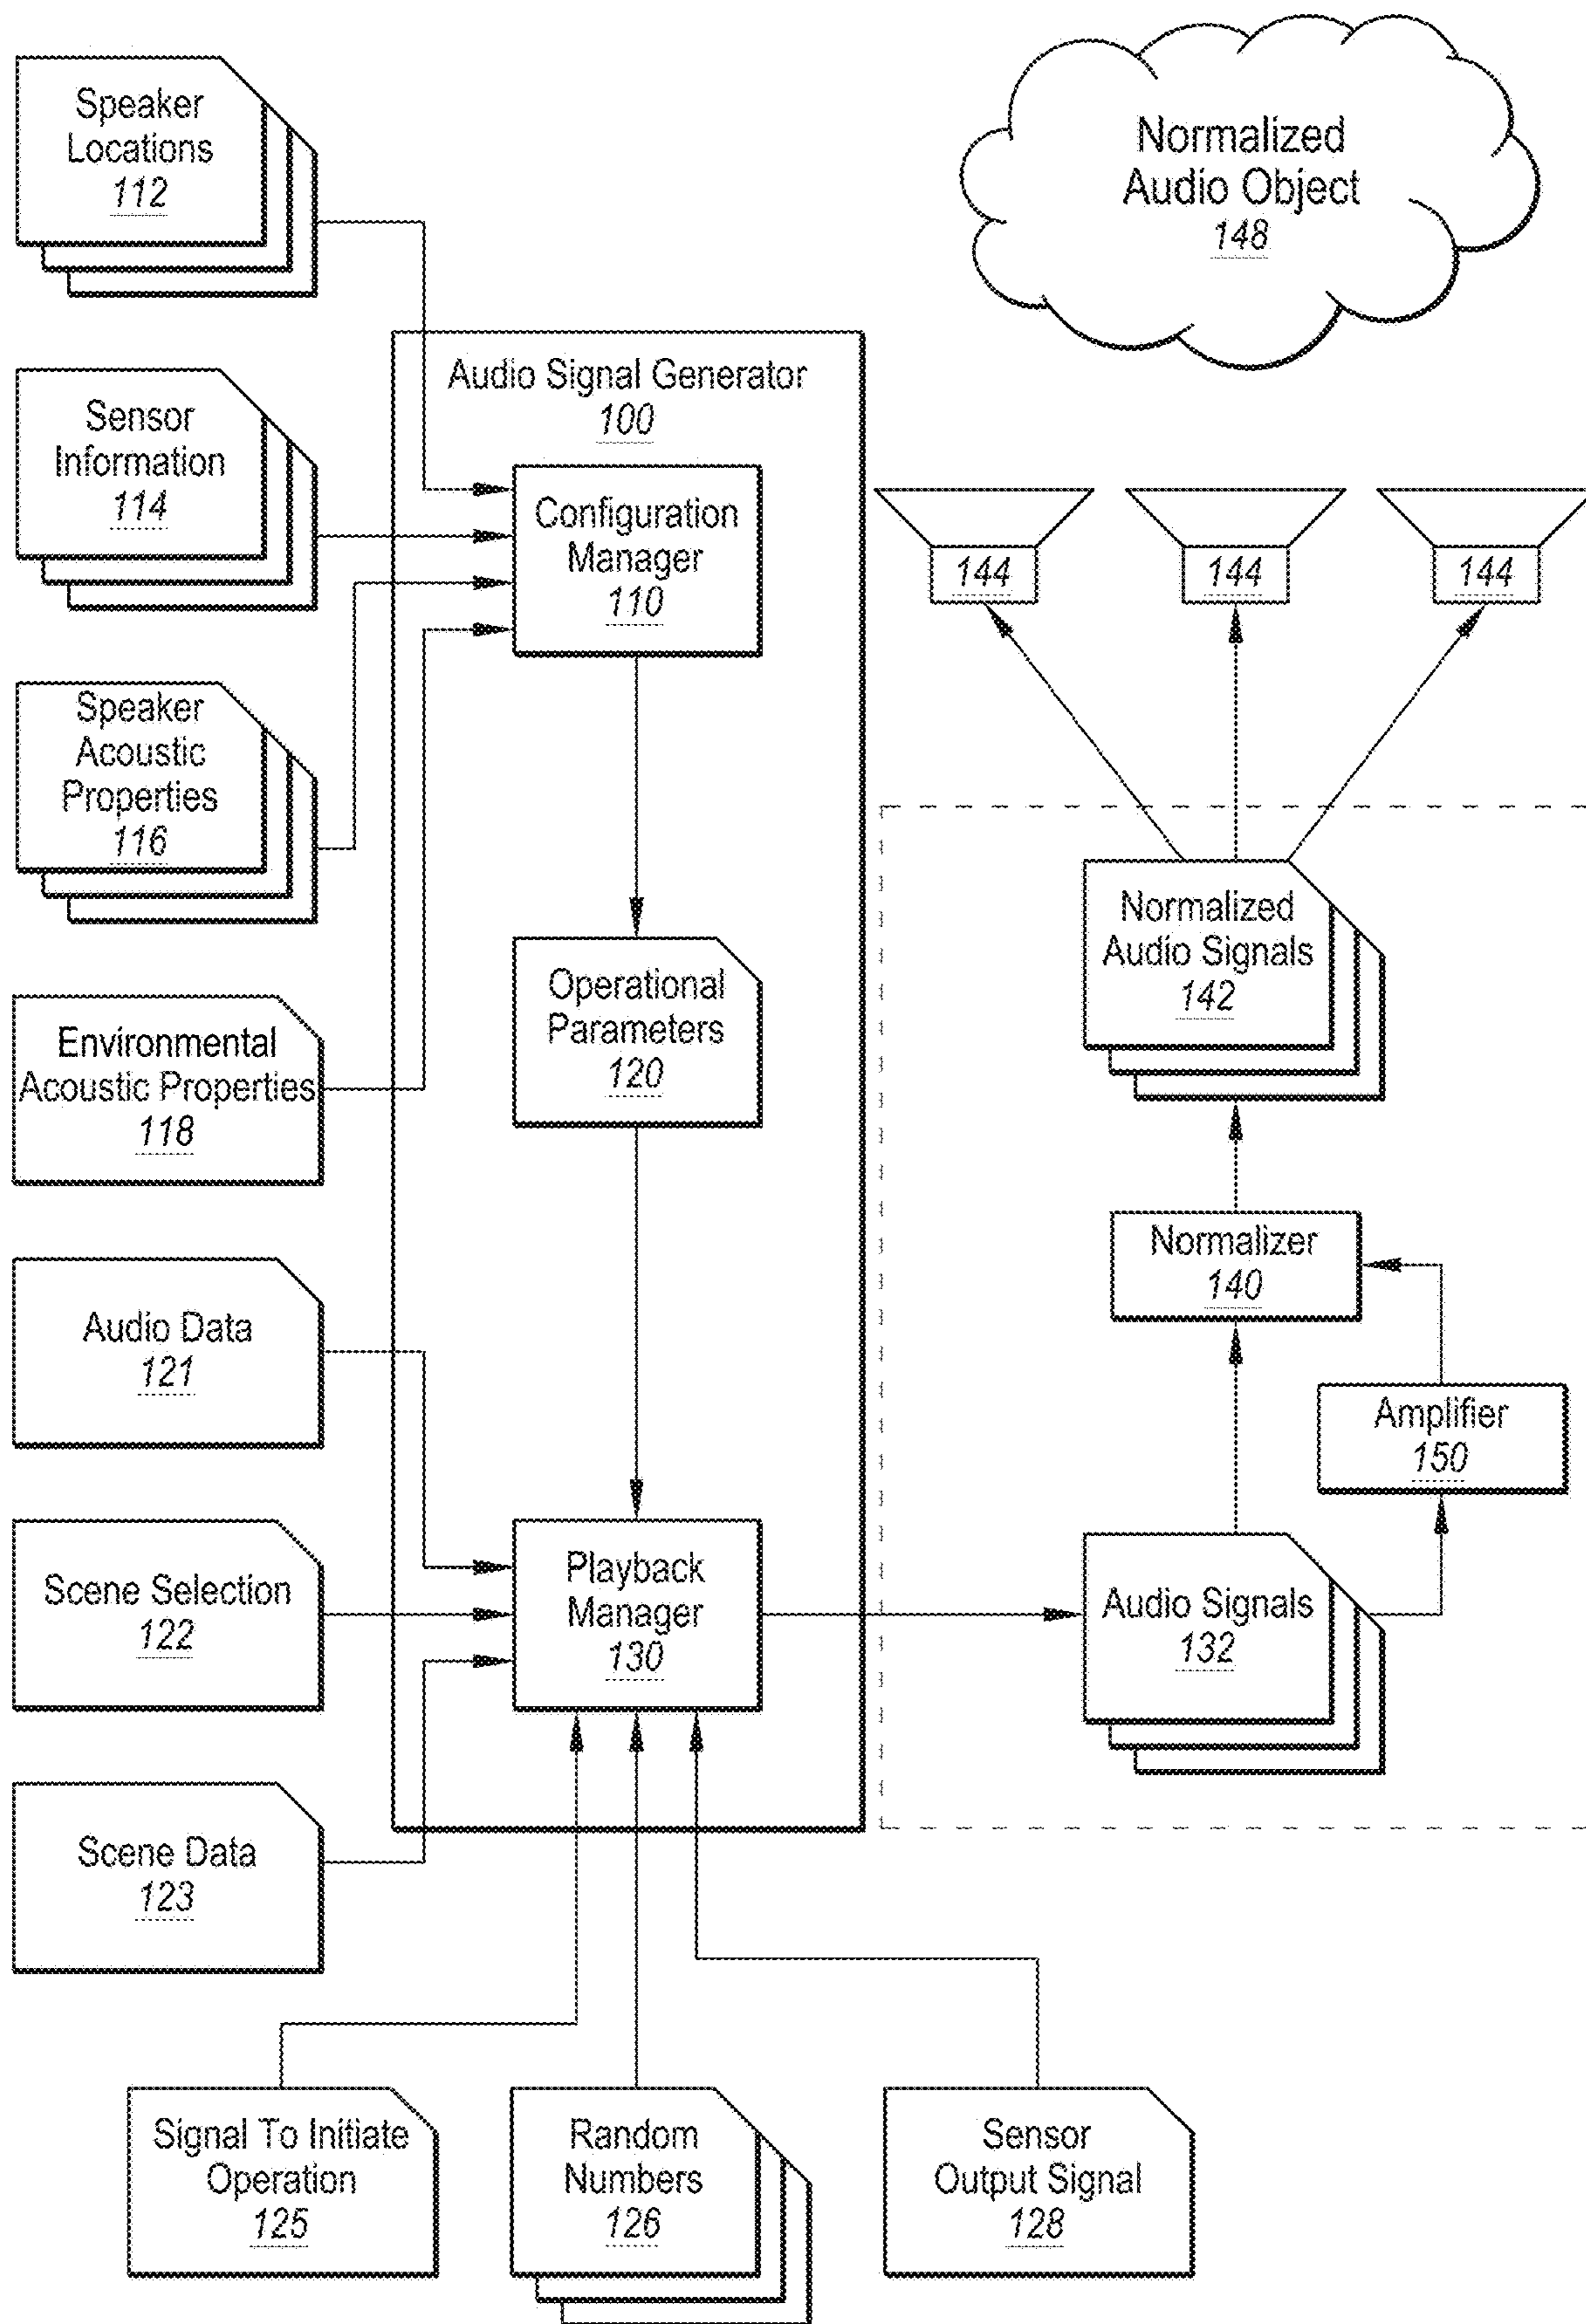 Speaker
Locations
112
Normalized
Audio Object
148
Sensor
Information
114
Audio Signal Generator
100
Configuration
Manager
110
144
144
144
Speaker
Acoustic
Properties
116
Operational
Parameters
120
Normalized
Audio Signals
142
Environmental
Acoustic Properties
118
Normalizer
140
Audio Data
121
Amplifier
150
Scene Selection
122
Playback
Manager
130
Audio Signals
132
Scene Data
123
Signal To Initiate
Operation
125
Random
Numbers
126
Sensor
Output Signal
128